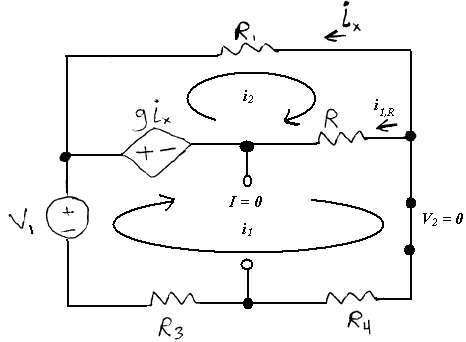 R₁
iₓ
i₂
giₓ
R
i₁,R
+ −
I = 0
V₁
+
−
i₁
V₂ = 0
R₃
R₄